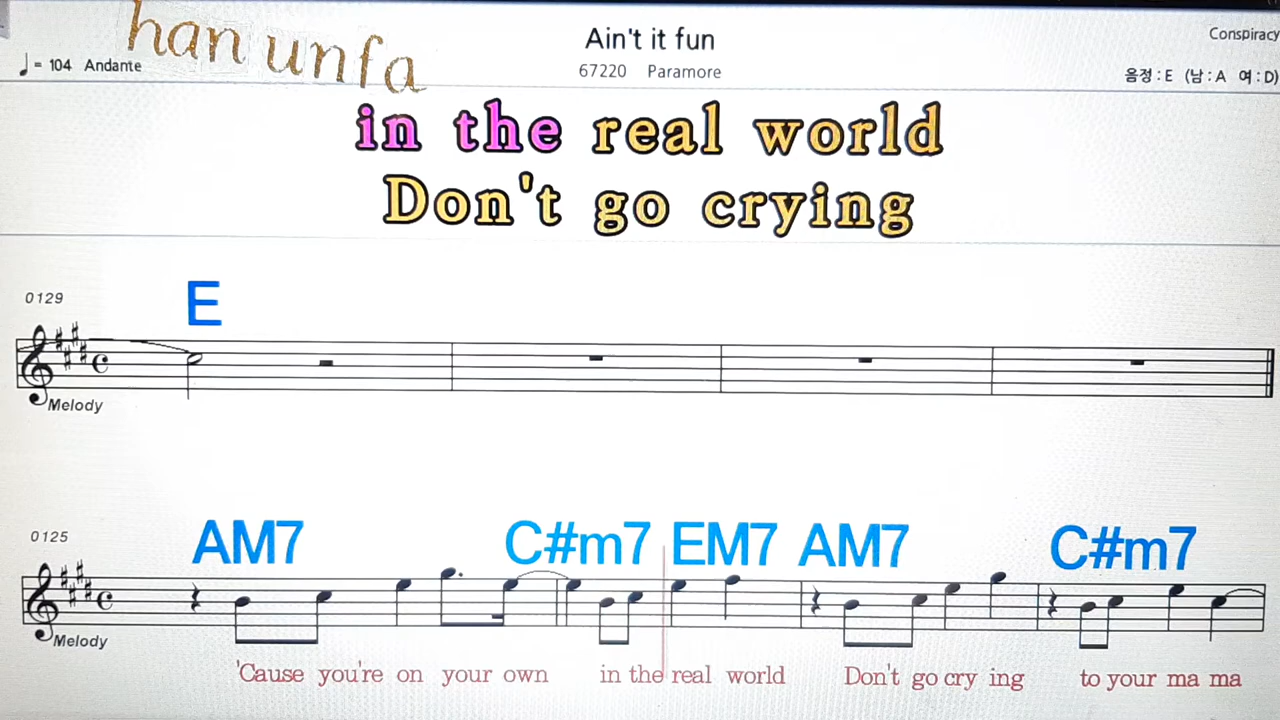 han unfa
Ain't it fun
Conspiracy
♩ = 104 Andante
67220 Paramore
음정 : E (남 : A 여 : D)
in the real world
Don't go crying
0129
E
Melody
0125
AM7 C#m7 EM7 AM7 C#m7
Melody
'Cause you're on your own in the real world Don't go cry ing to your ma ma